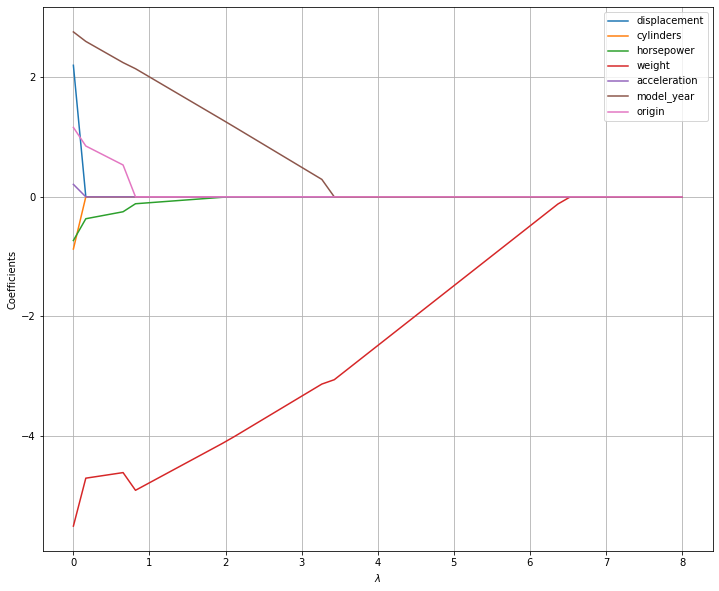 displacement
cylinders
horsepower
weight
acceleration
model_year
origin
2
0
−2
−4
Coefficients
0 1 2 3 4 5 6 7 8
λ